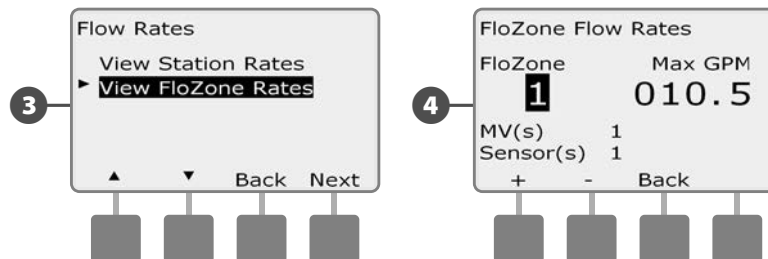 3
Flow Rates
View Station Rates
► View FloZone Rates
▲ ▼ Back Next
4
FloZone Flow Rates
FloZone Max GPM
1 010.5
MV(s) 1
Sensor(s) 1
+ - Back